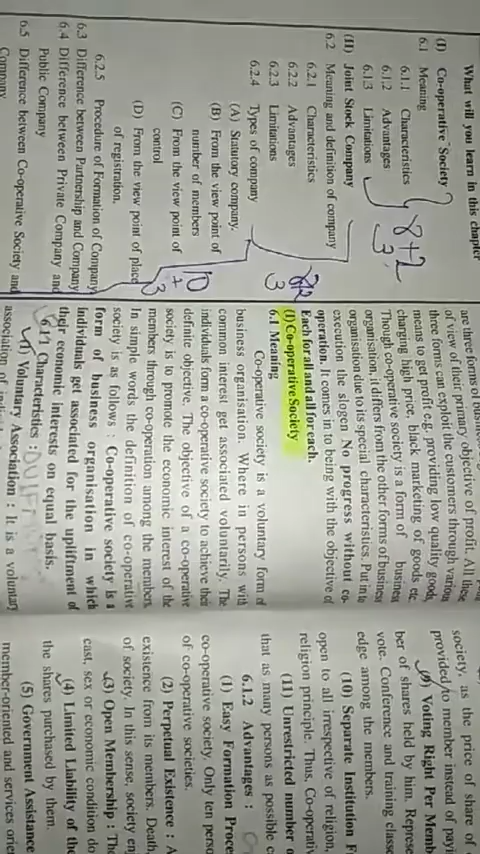 What will you learn in this chapter
(I) Co-operative Society
6.1 Meaning
6.1.1 Characteristics
6.1.2 Advantages
6.1.3 Limitations
8+2
3
(II) Joint Stock Company
6.2 Meaning and definition of company
6.2.1 Characteristics
6.2.2 Advantages
6.2.3 Limitations
6.2.4 Types of company
3
(A) Statutory company.
(B) From the view point of
number of members
(C) From the view point of
control
(D) From the view point of place
of registration.
10
+
3
6.2.5 Procedure of Formation of Company
6.3 Difference between Partnership and Company
6.4 Difference between Private Company and
Public Company
6.5 Difference between Co-operative Society and
Company
are three forms of
of view of their primary objective of profit. All these
three forms can exploit the customers through various
means to get profit e.g. providing low quality goods,
charging high price, black marketing of goods etc.
Though co-operative society is a form of business
organisation, it differs from the other forms of business
organisation due to its special characteristics. Put into
execution the slogen No progress without co-
operation. It comes in to being with the objective of
Each for all and all for each.
(I) Co-operative Society
6.1 Meaning
Co-operative society is a voluntary form of
business organisation. Where in persons with
common interest get associated voluntarity. The
individuals form a co-operative society to achieve their
definite objective. The objective of a co-operative
society is to promote the economic interest of the
members through co-operation among the members.
In simple words, the definition of co-operative
society is as follows : Co-operative society is a
form of business organisation in which
individuals get associated for the upliftment of
their economic interests on equal basis.
6.1.1 Characteristics :
(1) Voluntary Association : It is a voluntary
association of
society, as the price of share of
provided to member instead of payi
(9) Voting Right Per Memb
ber of shares held by him. Represe
vote. Conference and training classe
edge among the members.
(10) Separate Institution F
open to all irrespective of religion,
religion principle. Thus, Co-operativ
(11) Unrestricted number o
that as many persons as possible c
6.1.2 Advantages :
(1) Easy Formation Proce
co-operative society. Only ten perso
of co-operative societies.
(2) Perpetual Existence : A
existence from its members. Death,
of society. In this sense, society en
(3) Open Membership : The
cast, sex or economic condition do
(4) Limited Liability of the
the shares purchased by them.
(5) Government Assistance
member-oriented and services orie